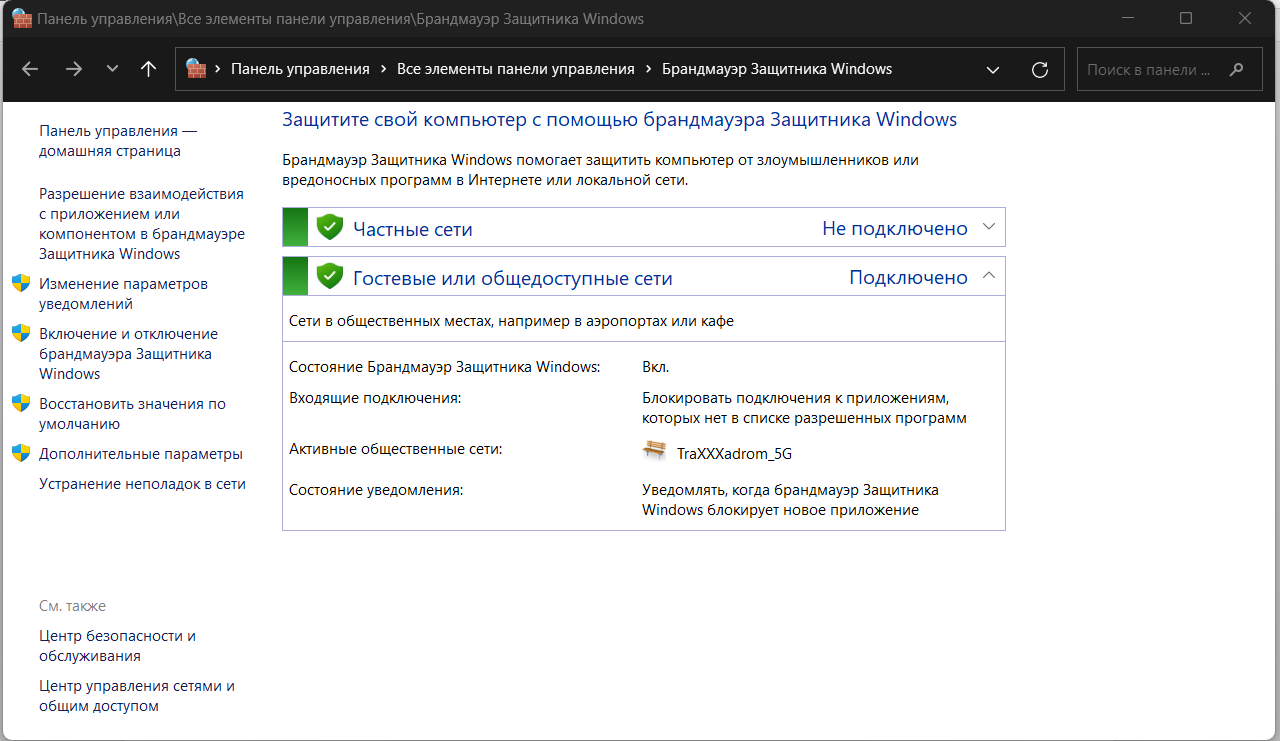 Панель управления\Все элементы панели управления\Брандмауэр Защитника Windows
Панель управления
Все элементы панели управления
Брандмауэр Защитника Windows
Поиск в панели ...
Панель управления —
домашняя страница
Разрешение взаимодействия
с приложением или
компонентом в брандмауэре
Защитника Windows
Изменение параметров
уведомлений
Включение и отключение
брандмауэра Защитника
Windows
Восстановить значения по
умолчанию
Дополнительные параметры
Устранение неполадок в сети
См. также
Центр безопасности и
обслуживания
Центр управления сетями и
общим доступом
Защитите свой компьютер с помощью брандмауэра Защитника Windows
Брандмауэр Защитника Windows помогает защитить компьютер от злоумышленников или
вредоносных программ в Интернете или локальной сети.
Частные сети
Не подключено
Гостевые или общедоступные сети
Подключено
Сети в общественных местах, например в аэропортах или кафе
Состояние Брандмауэр Защитника Windows:
Вкл.
Входящие подключения:
Блокировать подключения к приложениям,
которых нет в списке разрешенных программ
Активные общественные сети:
TraXXXadrom_5G
Состояние уведомления:
Уведомлять, когда брандмауэр Защитника
Windows блокирует новое приложение